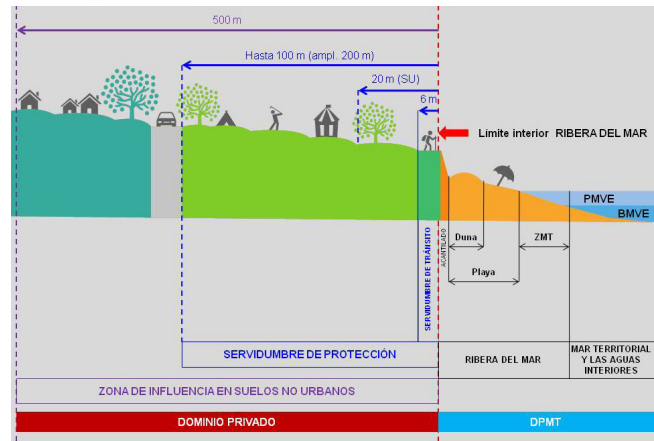 500 m
Hasta 100 m (ampl. 200 m)
20 m (SU)
6 m
Límite interior RIBERA DEL MAR
PMVE
BMVE
ACANTILADO
Duna
ZMT
Playa
SERVIDUMBRE DE TRÁNSITO
SERVIDUMBRE DE PROTECCIÓN
RIBERA DEL MAR
MAR TERRITORIAL
Y LAS AGUAS
INTERIORES
ZONA DE INFLUENCIA EN SUELOS NO URBANOS
DOMINIO PRIVADO
DPMT